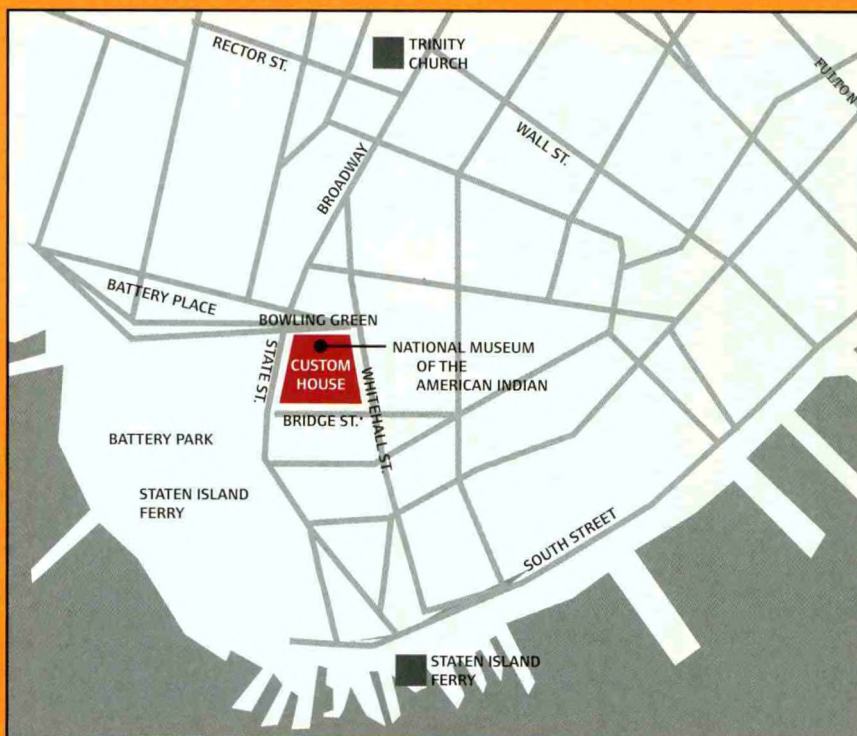 RECTOR ST.
TRINITY
CHURCH
FULTON
WALL ST.
BROADWAY
BATTERY PLACE
BOWLING GREEN
STATE ST.
CUSTOM
HOUSE
NATIONAL MUSEUM
OF THE
AMERICAN INDIAN
WHITEHALL ST.
BRIDGE ST.
BATTERY PARK
STATEN ISLAND
FERRY
SOUTH STREET
STATEN ISLAND
FERRY